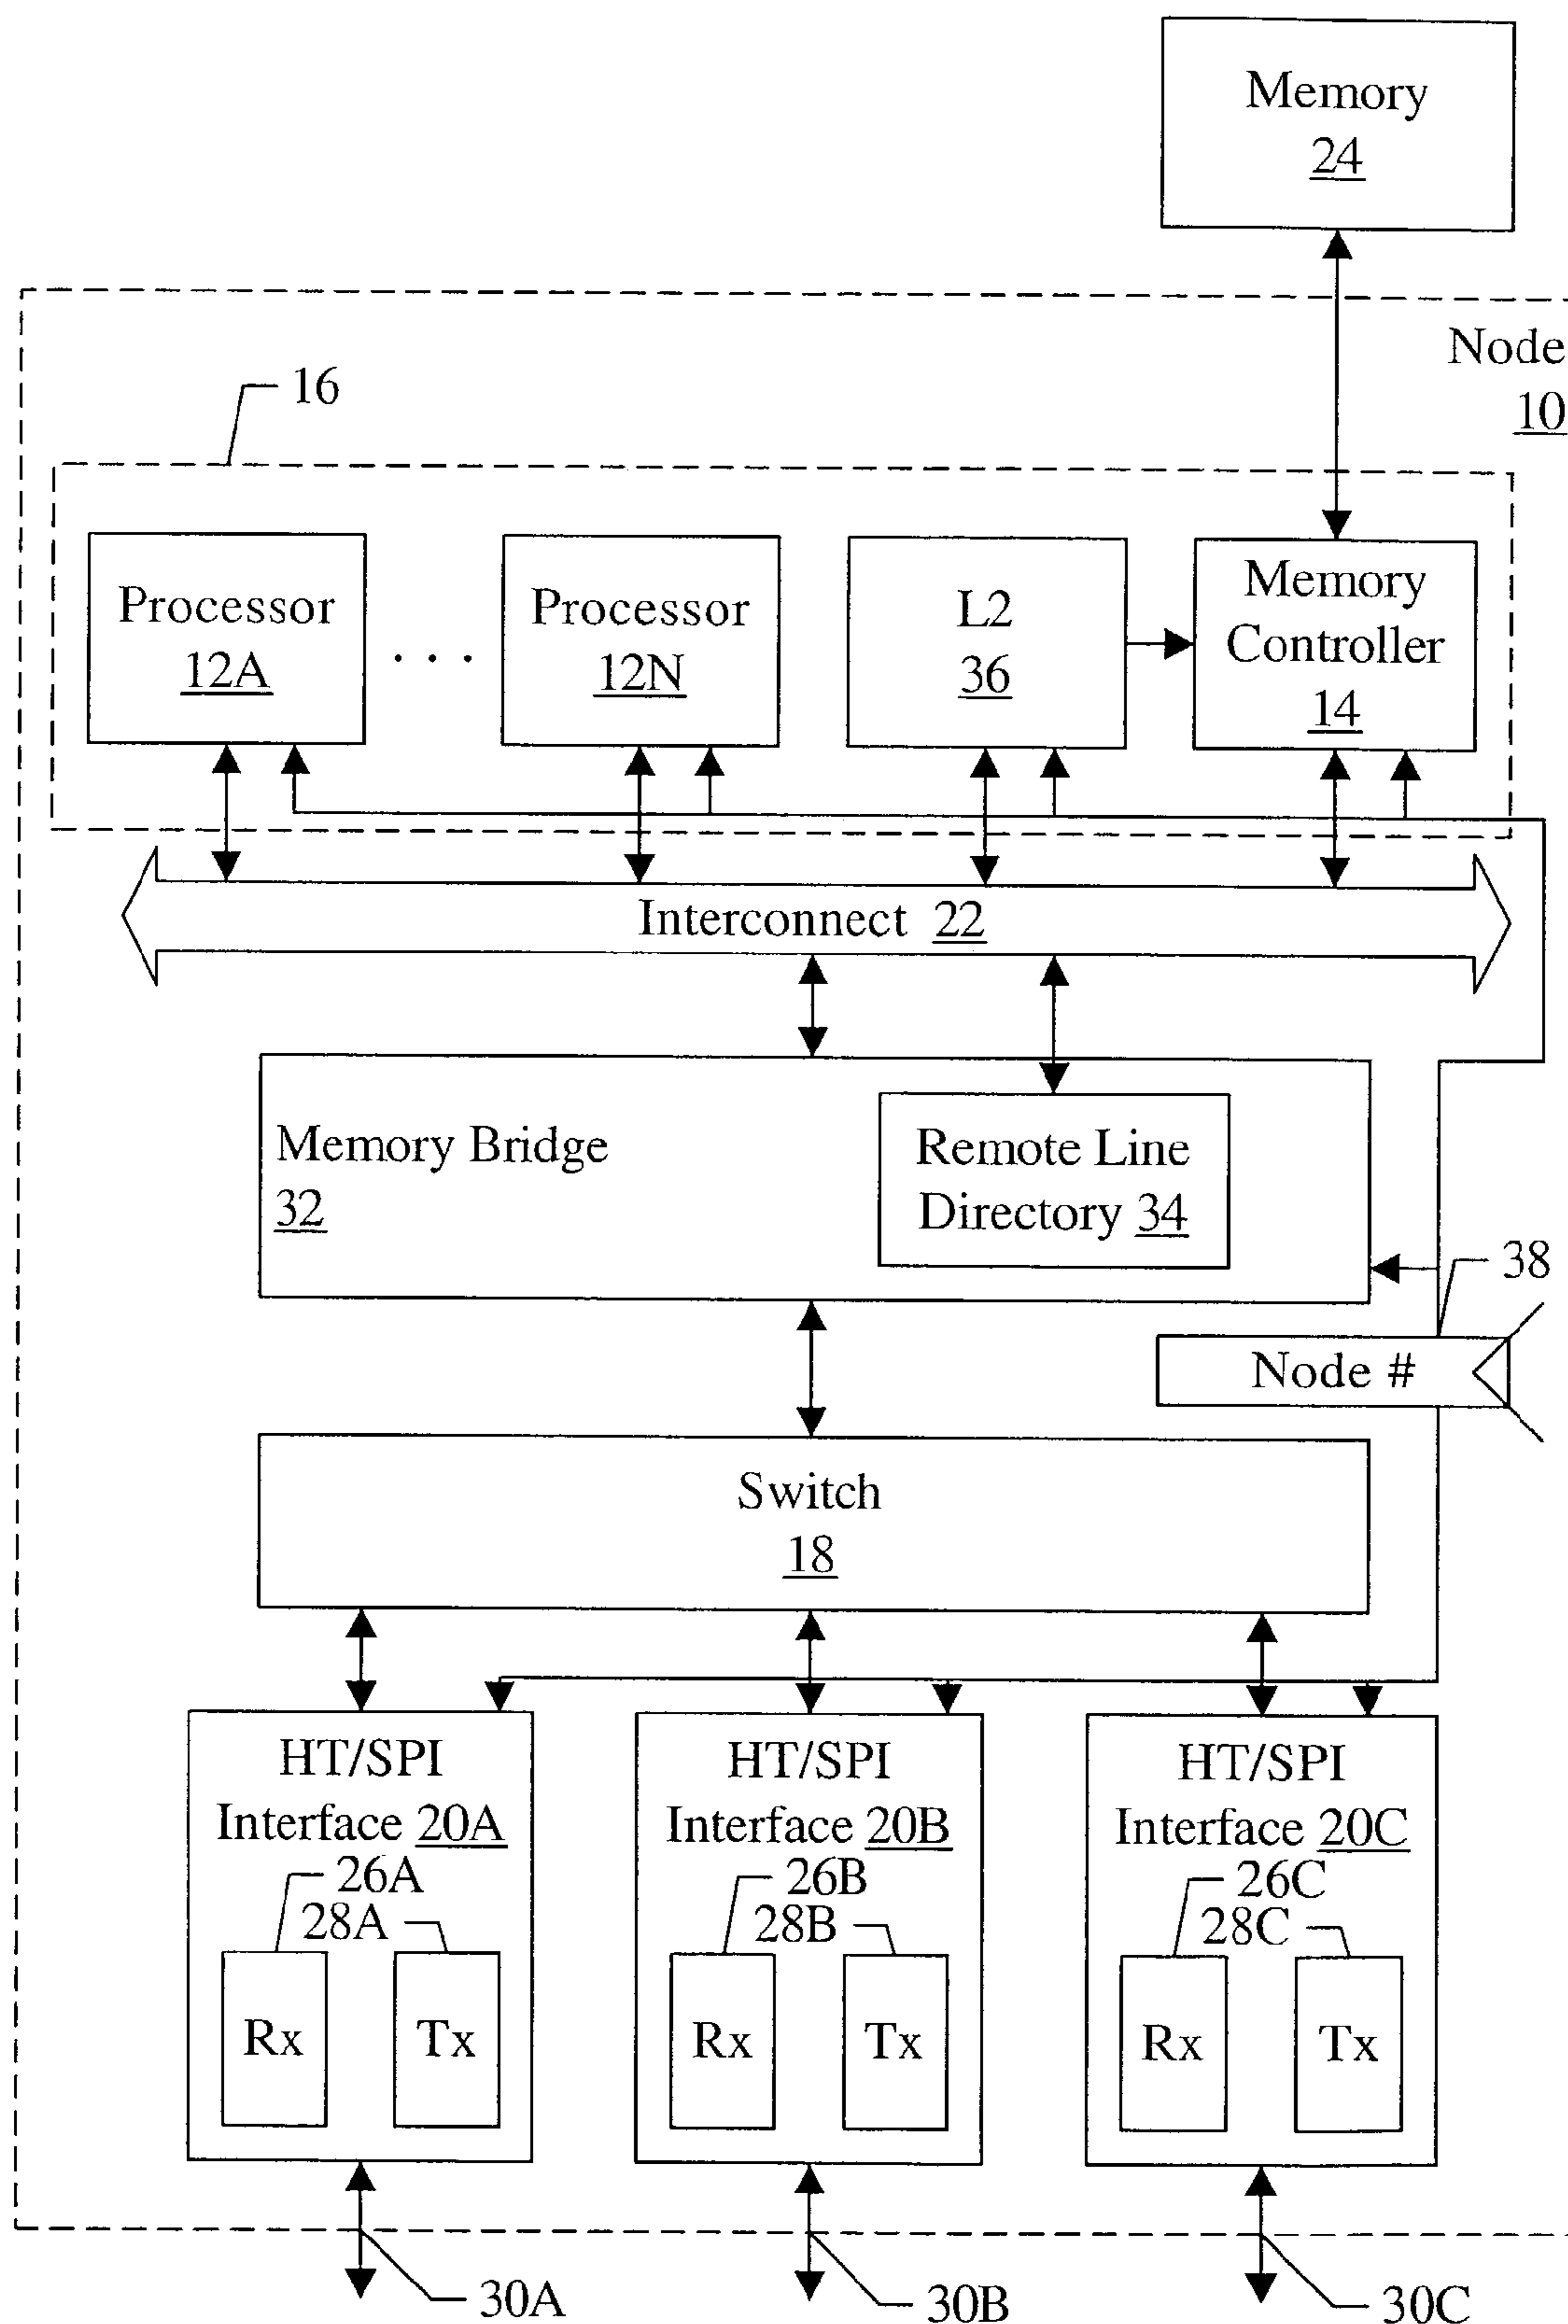 Memory
24
Node
10
16
Processor
12A
. . .
Processor
12N
L2
36
Memory
Controller
14
Interconnect 22
Memory Bridge
32
Remote Line
Directory 34
38
Node #
Switch
18
HT/SPI
Interface 20A
26A
28A
Rx
Tx
HT/SPI
Interface 20B
26B
28B
Rx
Tx
HT/SPI
Interface 20C
26C
28C
Rx
Tx
30A
30B
30C